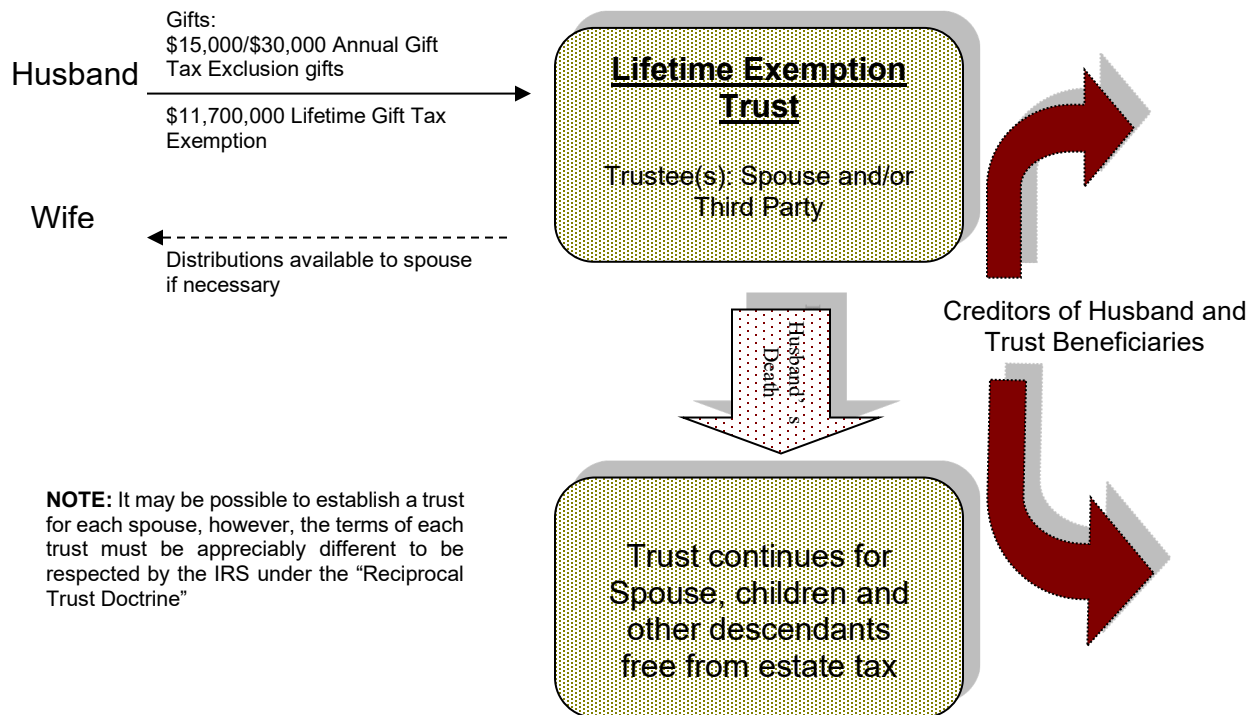 Gifts:
$15,000/$30,000 Annual Gift
Tax Exclusion gifts
Husband
$11,700,000 Lifetime Gift Tax
Exemption
Wife
Distributions available to spouse
if necessary
Lifetime Exemption
Trust
Trustee(s): Spouse and/or
Third Party
Creditors of Husband and
Trust Beneficiaries
Husband’s
Death
NOTE: It may be possible to establish a trust
for each spouse, however, the terms of each
trust must be appreciably different to be
respected by the IRS under the “Reciprocal
Trust Doctrine”
Trust continues for
Spouse, children and
other descendants
free from estate tax